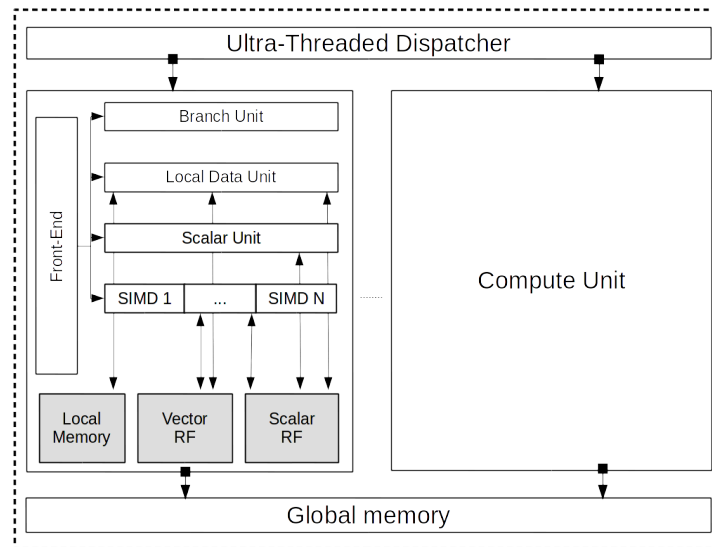 Ultra-Threaded Dispatcher
Branch Unit
Local Data Unit
Front-End
Scalar Unit
SIMD 1
...
SIMD N
Compute Unit
Local
Memory
Vector
RF
Scalar
RF
Global memory